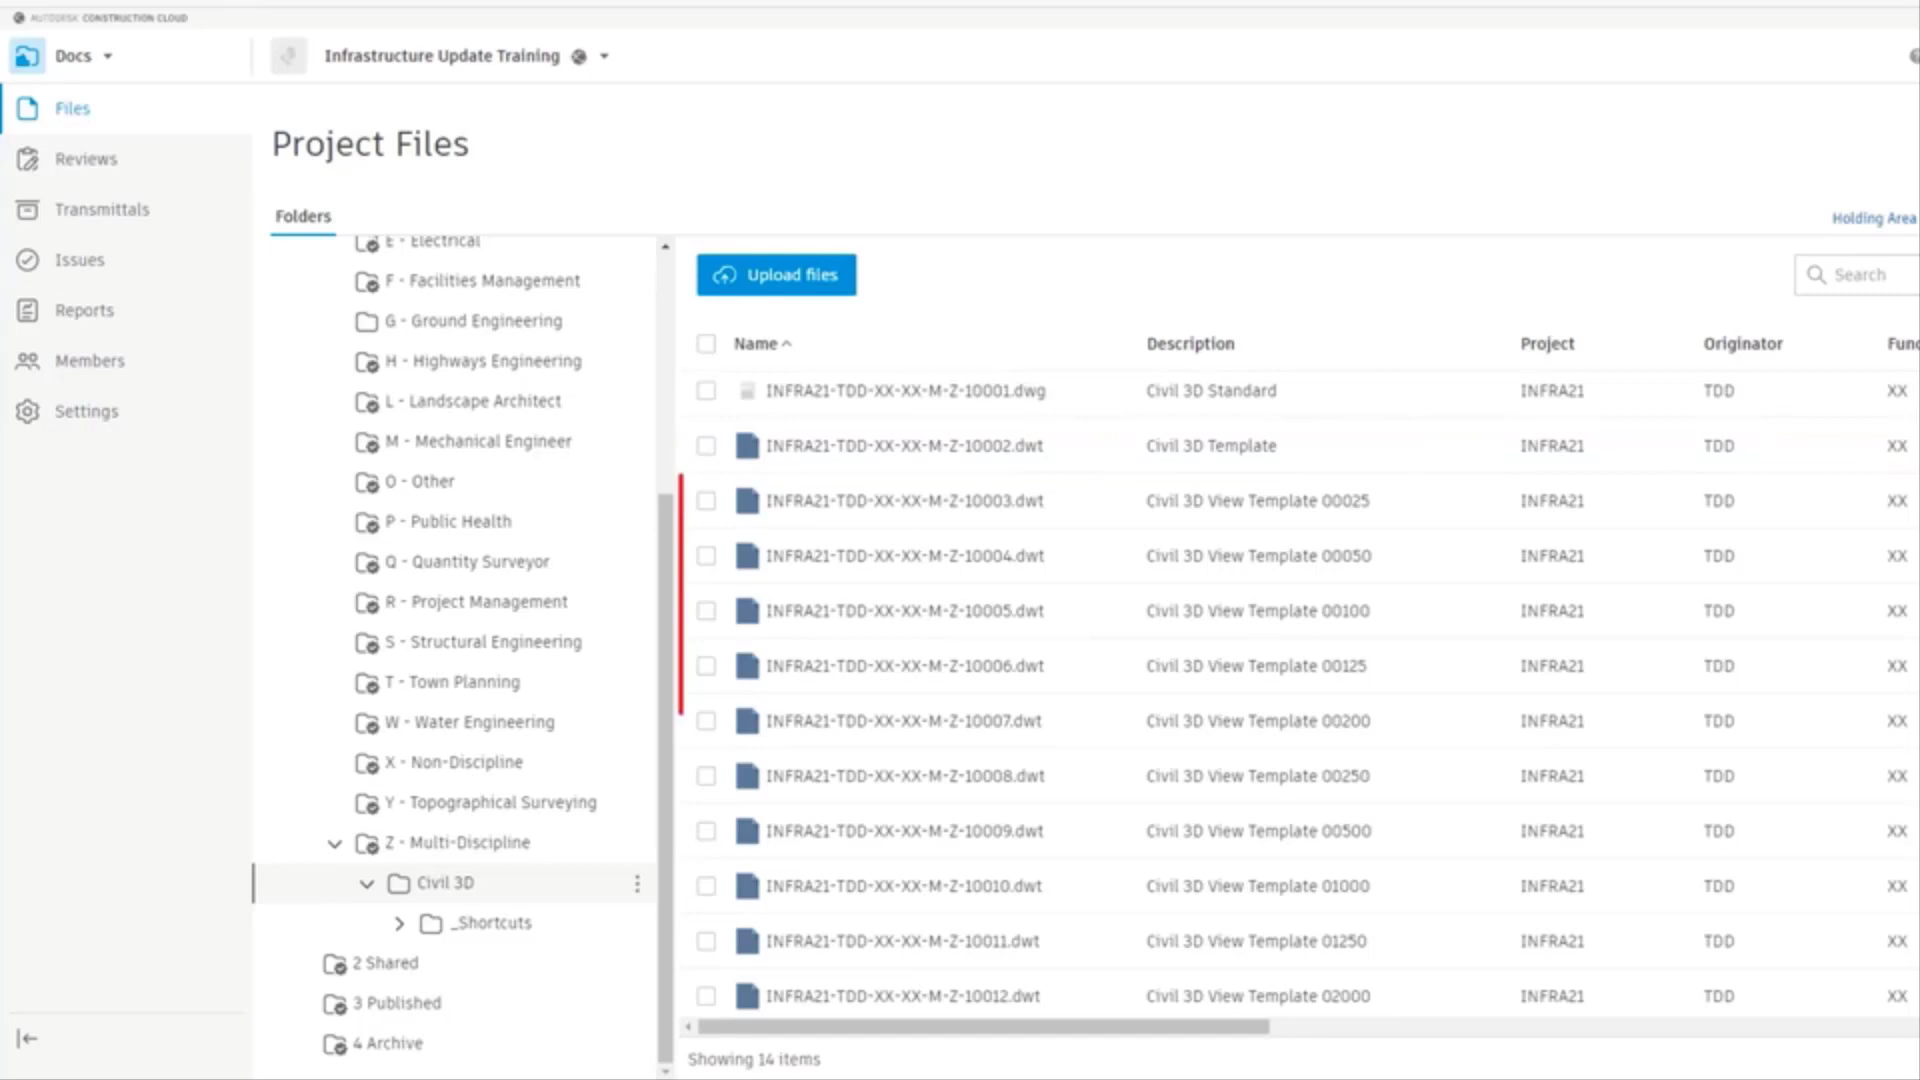 AUTODESK CONSTRUCTION CLOUD
Docs
Infrastructure Update Training
Files
Reviews
Transmittals
Issues
Reports
Members
Settings
Project Files
Folders
Holding Area
E - Electrical
F - Facilities Management
G - Ground Engineering
H - Highways Engineering
L - Landscape Architect
M - Mechanical Engineer
O - Other
P - Public Health
Q - Quantity Surveyor
R - Project Management
S - Structural Engineering
T - Town Planning
W - Water Engineering
X - Non-Discipline
Y - Topographical Surveying
Z - Multi-Discipline
Civil 3D
_Shortcuts
2 Shared
3 Published
4 Archive
Upload files
Search
Name Description Project Originator Func
INFRA21-TDD-XX-XX-M-Z-10001.dwg Civil 3D Standard INFRA21 TDD XX
INFRA21-TDD-XX-XX-M-Z-10002.dwt Civil 3D Template INFRA21 TDD XX
INFRA21-TDD-XX-XX-M-Z-10003.dwt Civil 3D View Template 00025 INFRA21 TDD XX
INFRA21-TDD-XX-XX-M-Z-10004.dwt Civil 3D View Template 00050 INFRA21 TDD XX
INFRA21-TDD-XX-XX-M-Z-10005.dwt Civil 3D View Template 00100 INFRA21 TDD XX
INFRA21-TDD-XX-XX-M-Z-10006.dwt Civil 3D View Template 00125 INFRA21 TDD XX
INFRA21-TDD-XX-XX-M-Z-10007.dwt Civil 3D View Template 00200 INFRA21 TDD XX
INFRA21-TDD-XX-XX-M-Z-10008.dwt Civil 3D View Template 00250 INFRA21 TDD XX
INFRA21-TDD-XX-XX-M-Z-10009.dwt Civil 3D View Template 00500 INFRA21 TDD XX
INFRA21-TDD-XX-XX-M-Z-10010.dwt Civil 3D View Template 01000 INFRA21 TDD XX
INFRA21-TDD-XX-XX-M-Z-10011.dwt Civil 3D View Template 01250 INFRA21 TDD XX
INFRA21-TDD-XX-XX-M-Z-10012.dwt Civil 3D View Template 02000 INFRA21 TDD XX
Showing 14 items